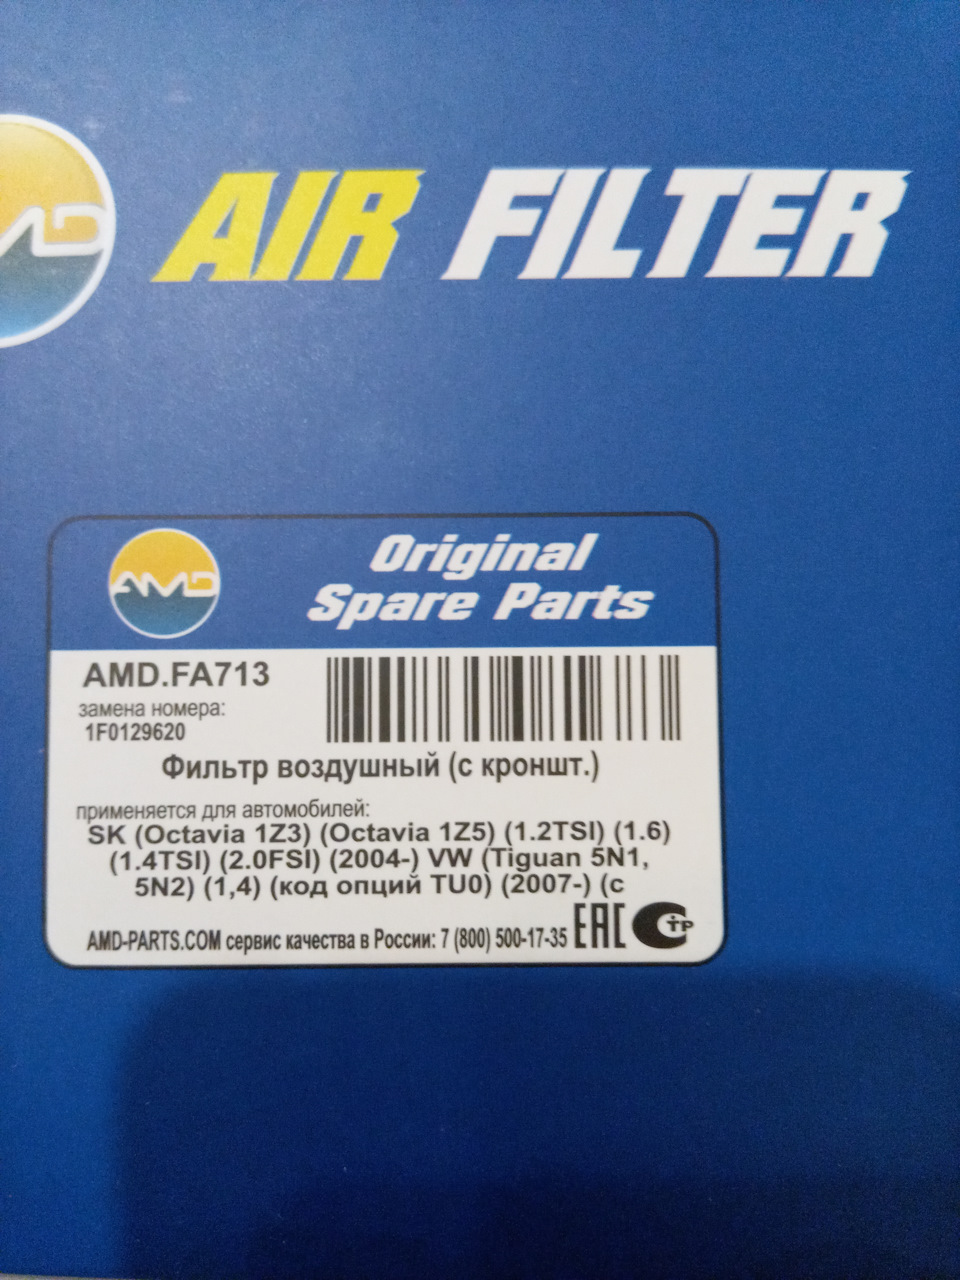 AMD
AIR FILTER
AMD
Original
Spare Parts
AMD.FA713
замена номера:
1F0129620
Фильтр воздушный (с кроншт.)
применяется для автомобилей:
SK (Octavia 1Z3) (Octavia 1Z5) (1.2TSI) (1.6)
(1.4TSI) (2.0FSI) (2004-) VW (Tiguan 5N1,
5N2) (1,4) (код опций TU0) (2007-) (с
AMD-PARTS.COM сервис качества в России: 7 (800) 500-17-35 EAC СТР